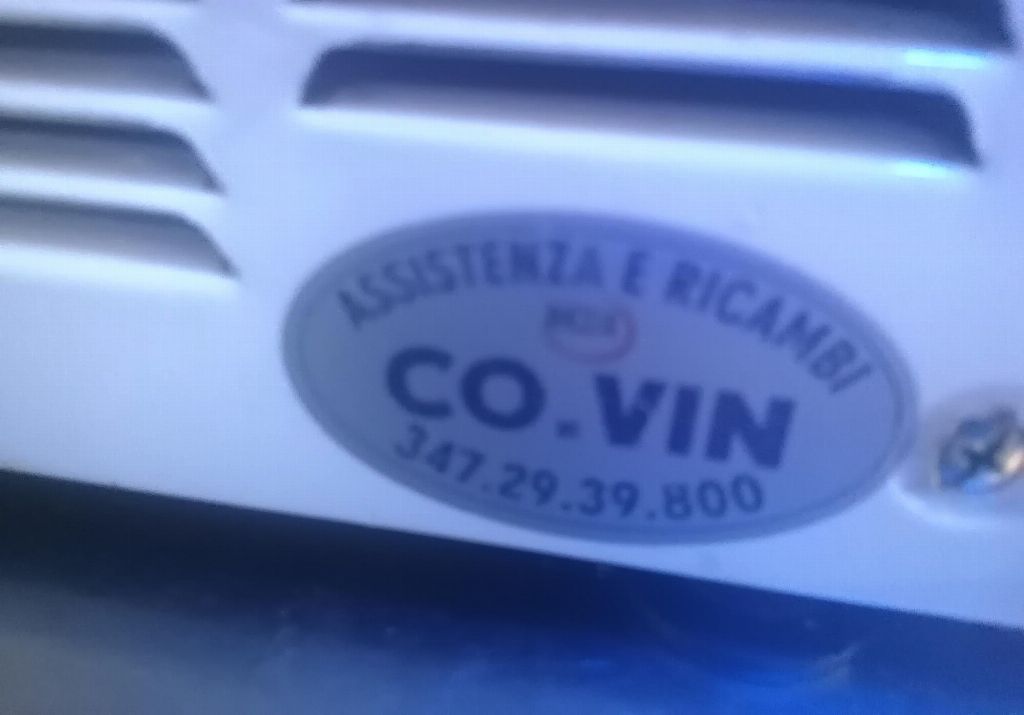 ASSISTENZA E RICAMBI
CO.VIN
347.29.39.800